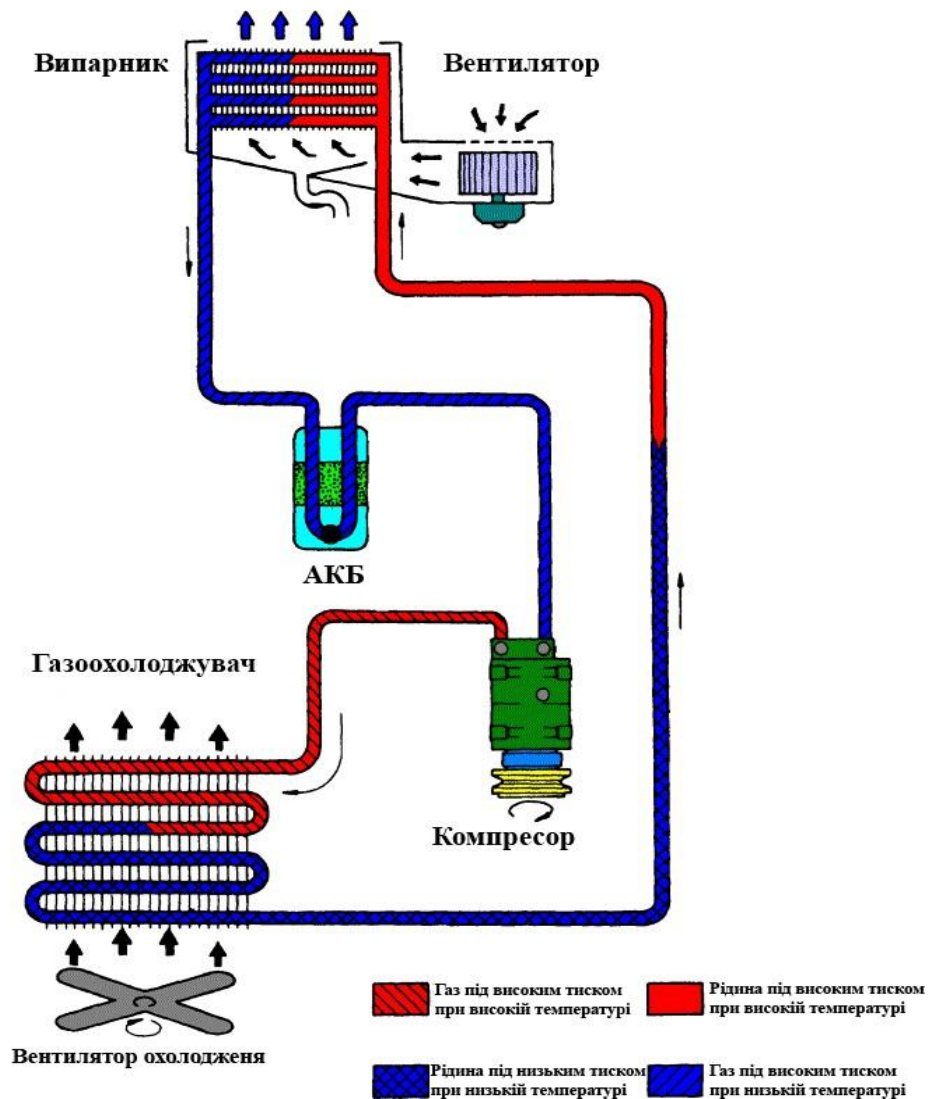 Випарник
Вентилятор
АКБ
Газоохолоджувач
Компресор
Вентилятор охолодженя
Газ під високим тиском
при високій температурі
Рідина під високим тиском
при високій температурі
Рідина під низьким тиском
при низькій температурі
Газ під високим тиском
при низькій температурі